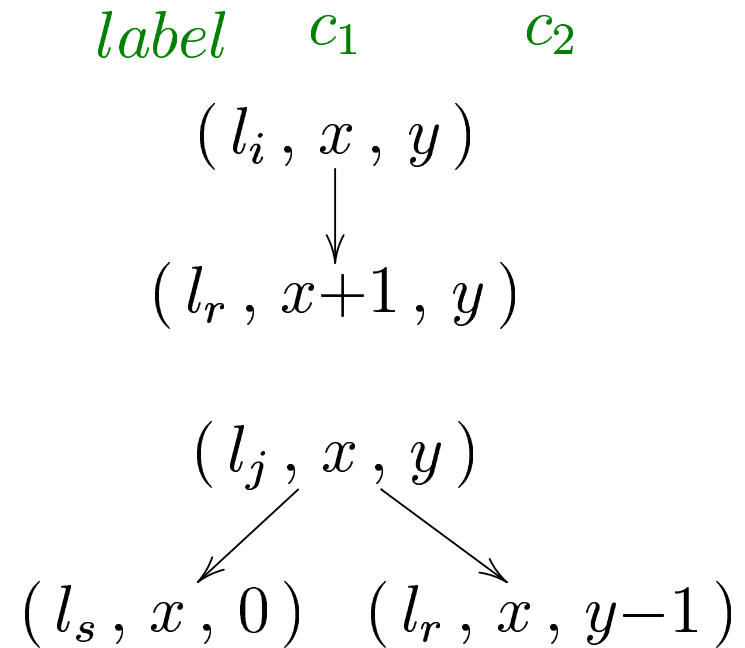 label c₁ c₂
( lᵢ , x , y )
( lᵣ , x+1 , y )
( lⱼ , x , y )
( lₛ , x , 0 ) ( lᵣ , x , y−1 )